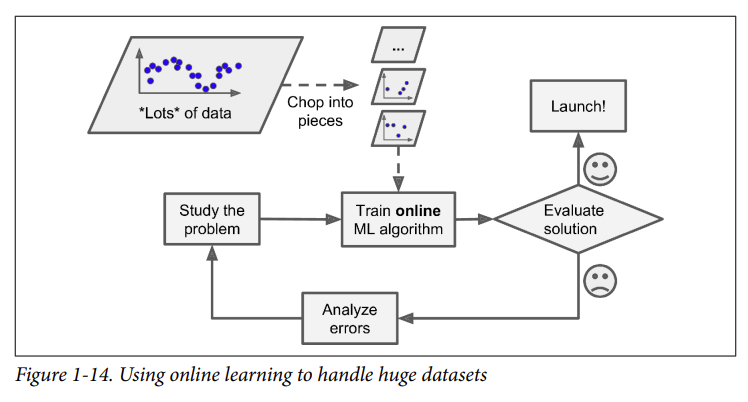 ...
*Lots* of data
Chop into
pieces
Launch!
Study the
problem
Train online
ML algorithm
Evaluate
solution
Analyze
errors
Figure 1-14. Using online learning to handle huge datasets